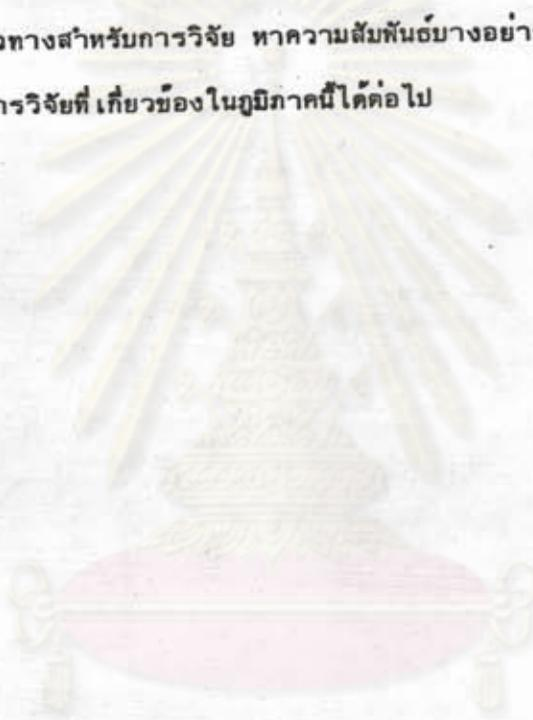 วทางสำหรับการวิจัย หาความสัมพันธ์บางอย่า
ารวิจัยที่เกี่ยวข้องในภูมิภาคนี้ได้ต่อไป